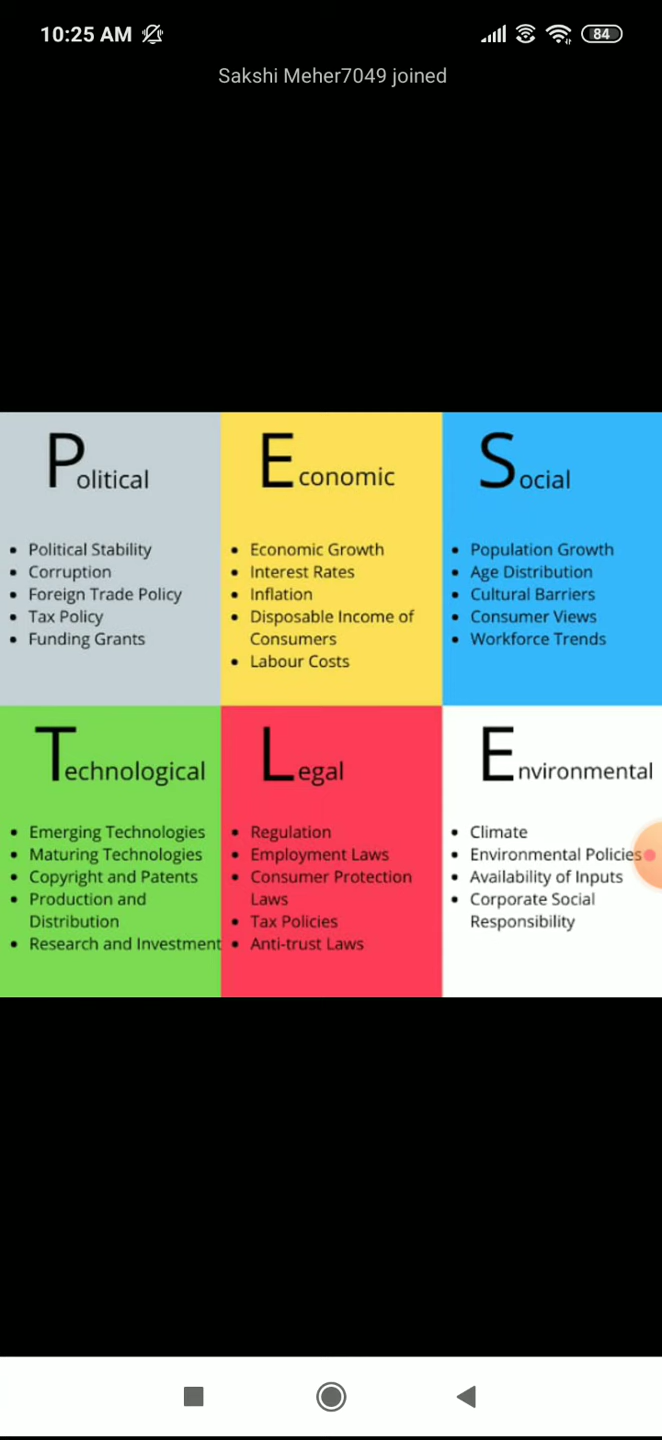 10:25 AM
84
Sakshi Meher7049 joined
Political
• Political Stability
• Corruption
• Foreign Trade Policy
• Tax Policy
• Funding Grants
Economic
• Economic Growth
• Interest Rates
• Inflation
• Disposable Income of
Consumers
• Labour Costs
Social
• Population Growth
• Age Distribution
• Cultural Barriers
• Consumer Views
• Workforce Trends
Technological
• Emerging Technologies
• Maturing Technologies
• Copyright and Patents
• Production and
Distribution
• Research and Investment
Legal
• Regulation
• Employment Laws
• Consumer Protection
Laws
• Tax Policies
• Anti-trust Laws
Environmental
• Climate
• Environmental Policies
• Availability of Inputs
• Corporate Social
Responsibility